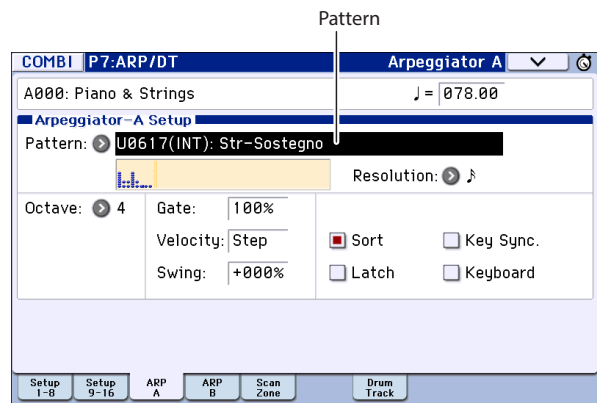 Pattern
COMBI P7:ARP/DT Arpeggiator A
A000: Piano & Strings ♩= 078.00
Arpeggiator-A Setup
Pattern: U0617(INT): Str-Sostegno
Resolution: 𝅘𝅥𝅯
Octave: 4 Gate: 100%
Velocity: Step Sort Key Sync.
Swing: +000% Latch Keyboard
Setup 1-8 Setup 9-16 ARP A ARP B Scan Zone Drum Track